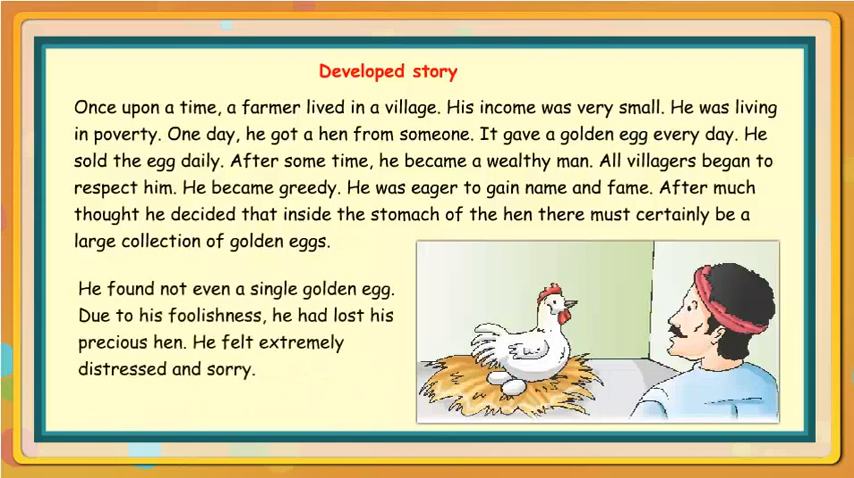 Developed story
Once upon a time, a farmer lived in a village. His income was very small. He was living
in poverty. One day, he got a hen from someone. It gave a golden egg every day. He
sold the egg daily. After some time, he became a wealthy man. All villagers began to
respect him. He became greedy. He was eager to gain name and fame. After much
thought he decided that inside the stomach of the hen there must certainly be a
large collection of golden eggs.
He found not even a single golden egg.
Due to his foolishness, he had lost his
precious hen. He felt extremely
distressed and sorry.